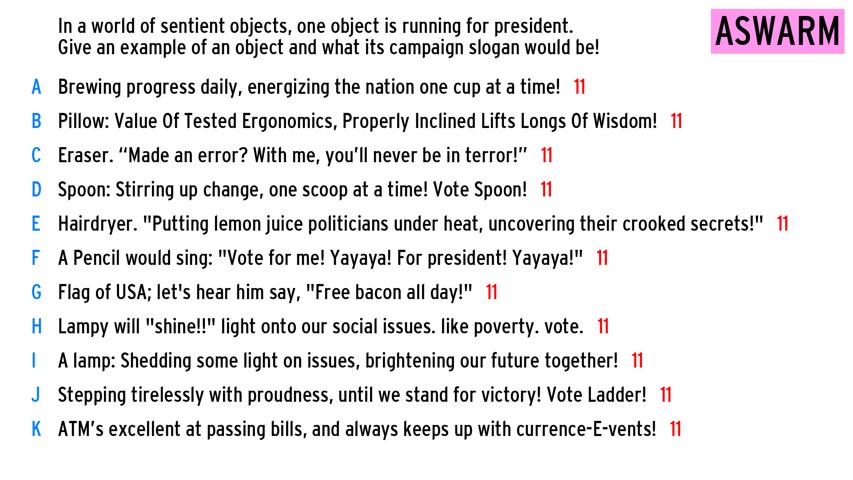 In a world of sentient objects, one object is running for president.
Give an example of an object and what its campaign slogan would be!
ASWARM
A Brewing progress daily, energizing the nation one cup at a time! 11
B Pillow: Value Of Tested Ergonomics, Properly Inclined Lifts Longs Of Wisdom! 11
C Eraser. “Made an error? With me, you’ll never be in terror!” 11
D Spoon: Stirring up change, one scoop at a time! Vote Spoon! 11
E Hairdryer. "Putting lemon juice politicians under heat, uncovering their crooked secrets!" 11
F A Pencil would sing: "Vote for me! Yayaya! For president! Yayaya!" 11
G Flag of USA; let's hear him say, "Free bacon all day!" 11
H Lampy will "shine!!" light onto our social issues. like poverty. vote. 11
I A lamp: Shedding some light on issues, brightening our future together! 11
J Stepping tirelessly with proudness, until we stand for victory! Vote Ladder! 11
K ATM’s excellent at passing bills, and always keeps up with currence-E-vents! 11